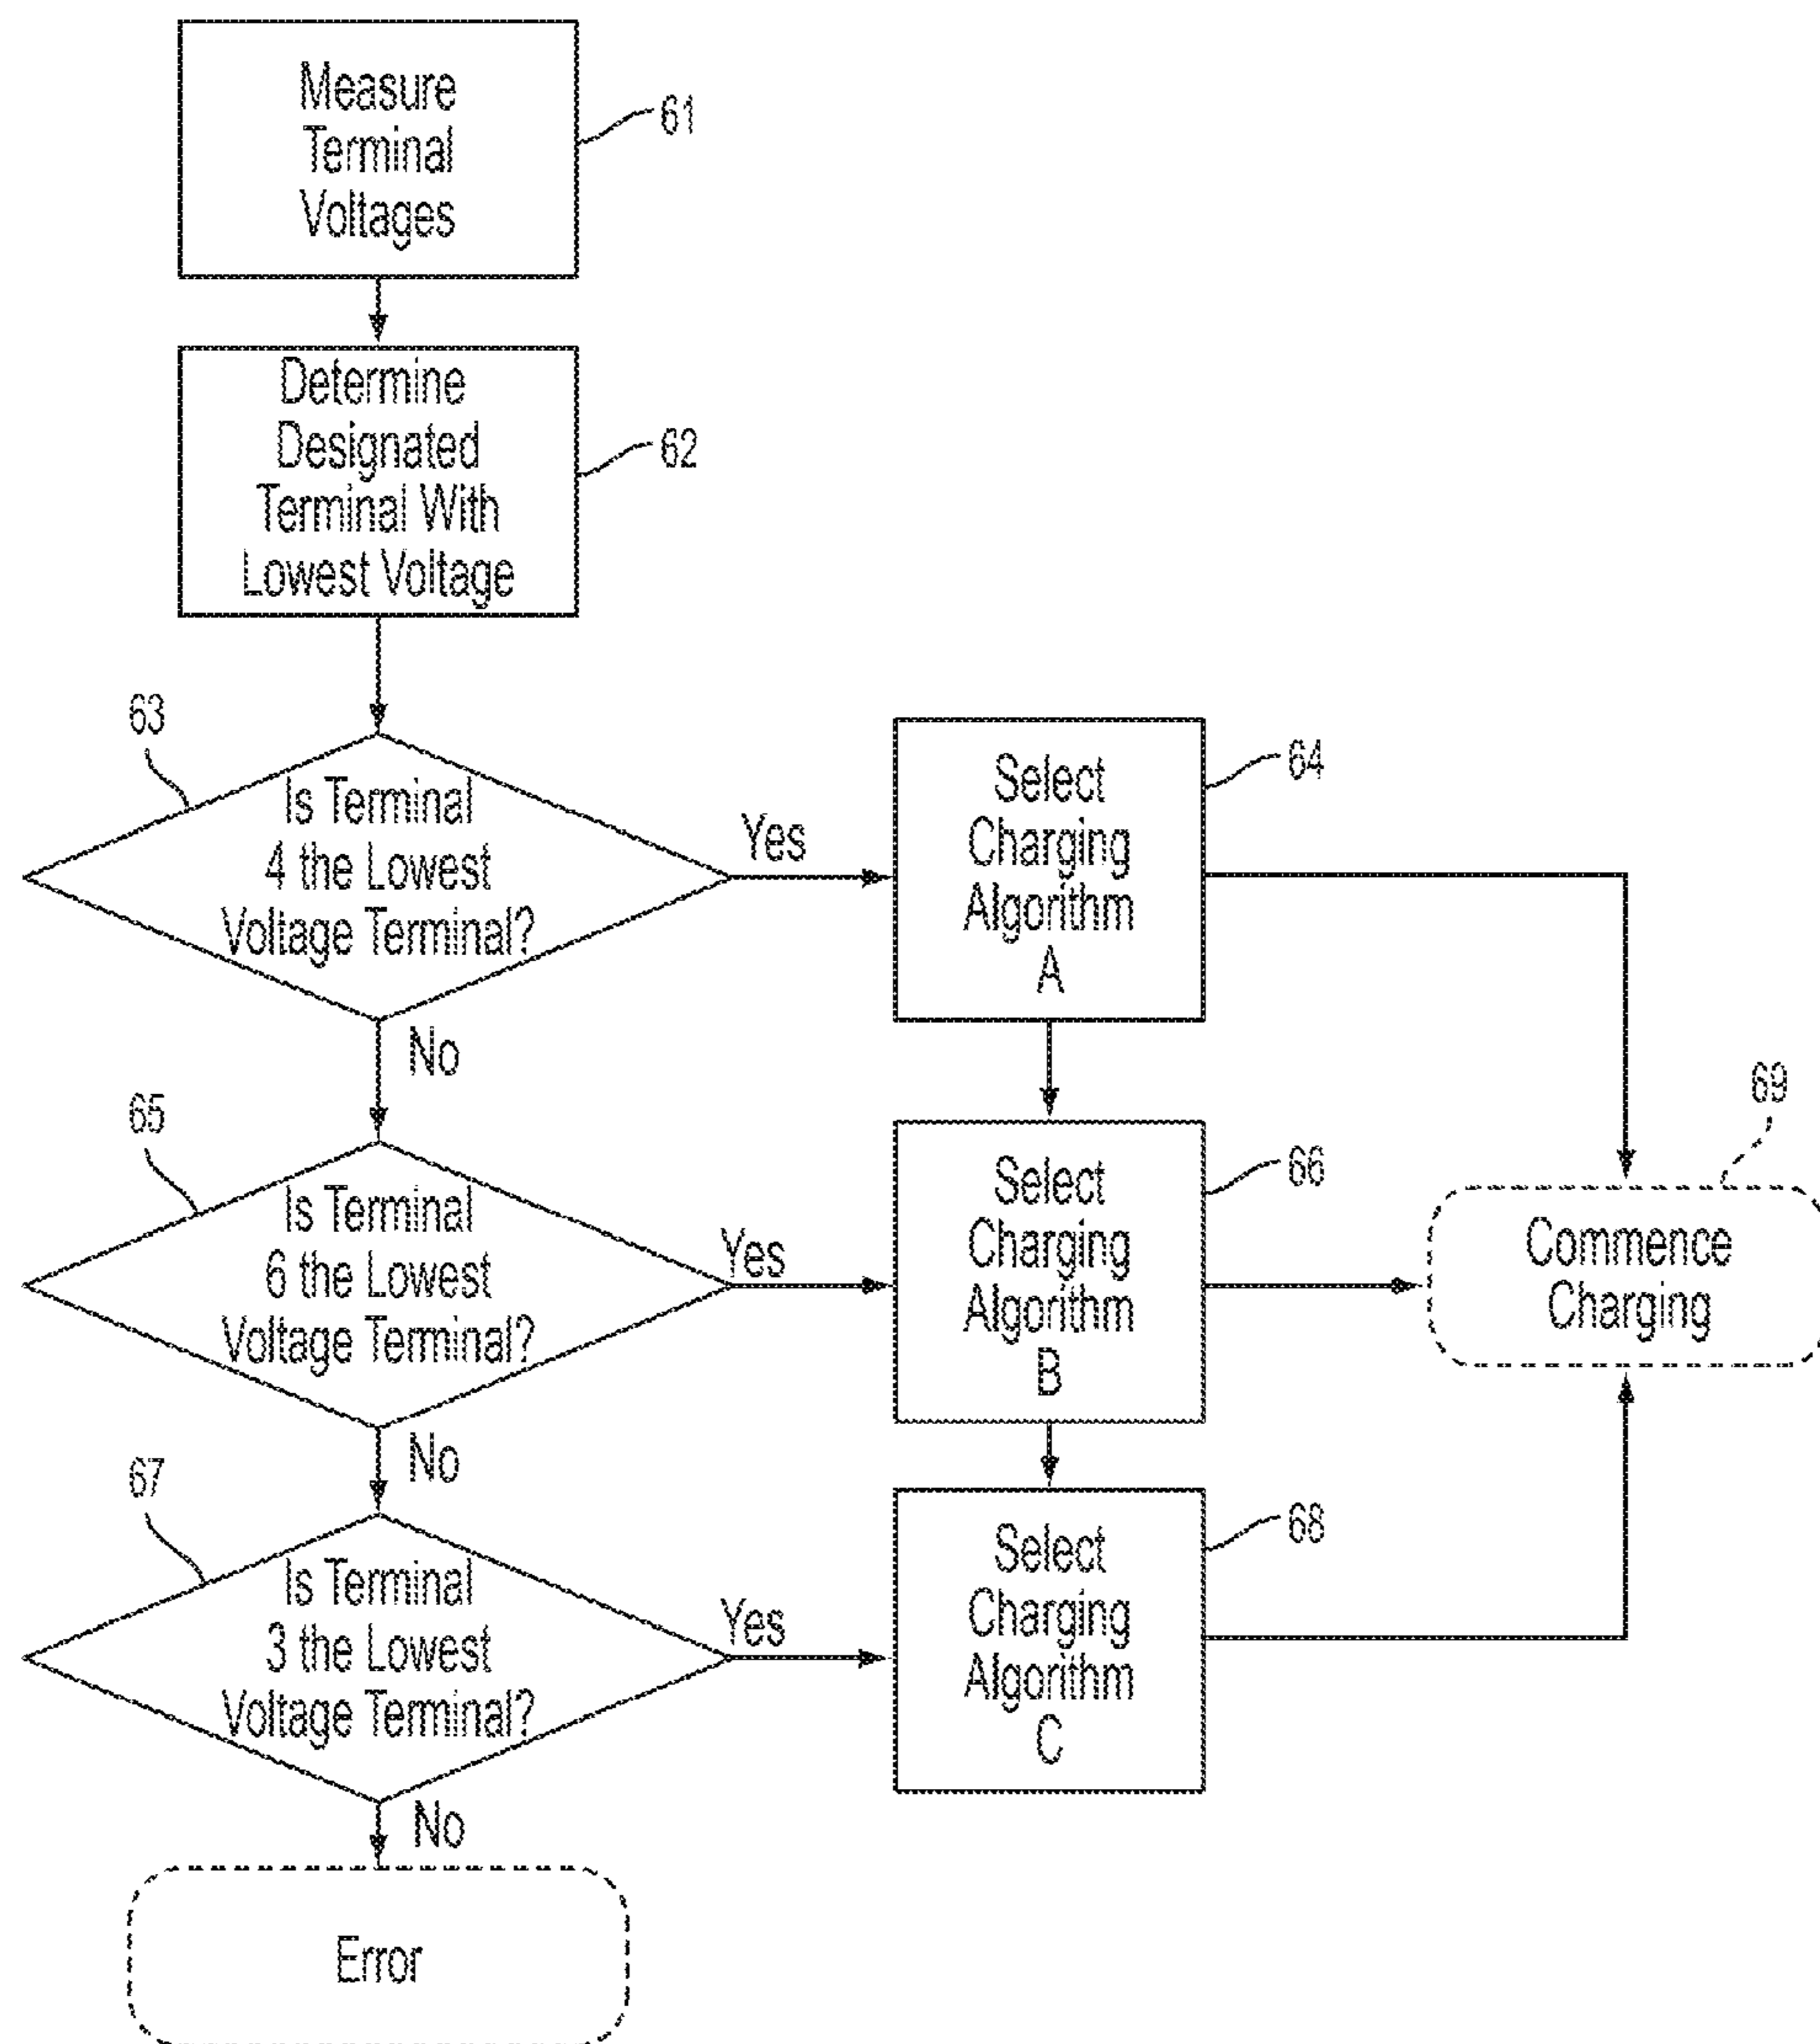 Measure
Terminal
Voltages
61
Determine
Designated
Terminal With
Lowest Voltage
62
63
Is Terminal
4 the Lowest
Voltage Terminal?
Yes
No
Select
Charging
Algorithm
A
64
65
Is Terminal
6 the Lowest
Voltage Terminal?
Yes
No
Select
Charging
Algorithm
B
66
69
Commence
Charging
67
Is Terminal
3 the Lowest
Voltage Terminal?
Yes
No
Select
Charging
Algorithm
C
68
Error